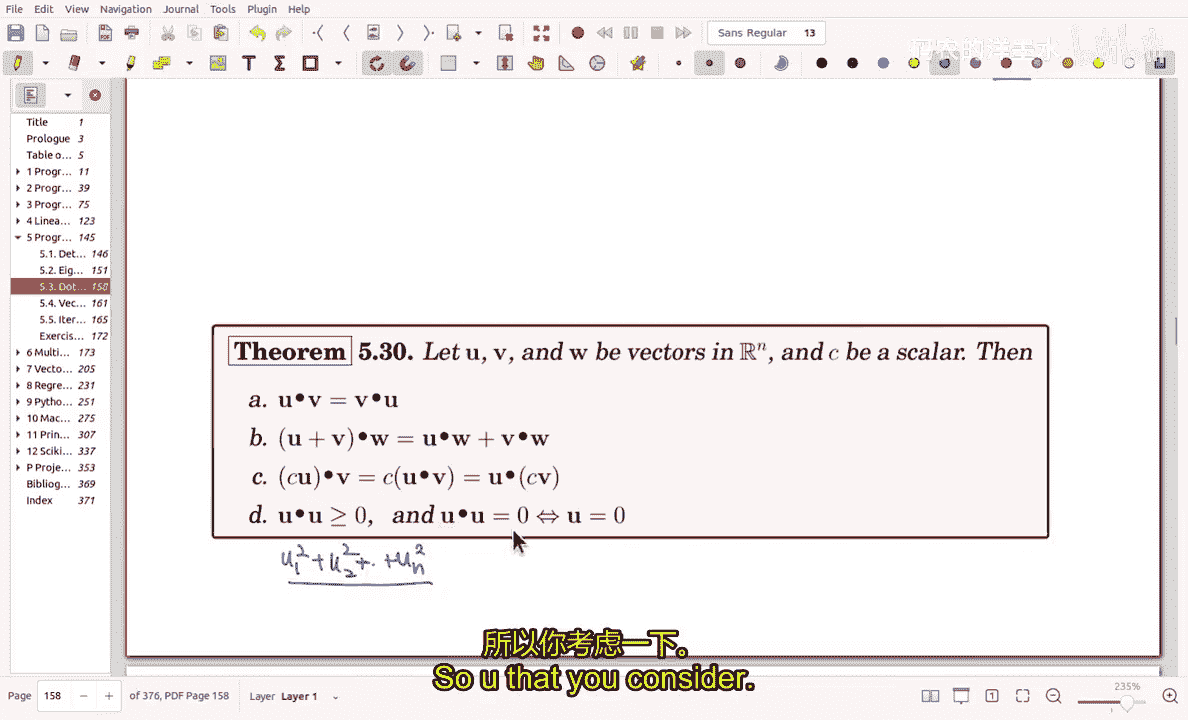 File Edit View Navigation Journal Tools Plugin Help
Sans Regular 13
Title 1
Prologue 3
Table o... 5
1 Progr... 11
2 Progr... 39
3 Progr... 75
4 Linea... 123
5 Progr... 145
5.1. Det... 146
5.2. Eig... 151
5.3. Dot... 158
5.4. Vec... 161
5.5. Iter... 165
Exercis... 172
6 Multi... 173
7 Vecto... 205
8 Regre... 231
9 Pytho... 251
10 Mac... 275
11 Prin... 307
12 Sciki... 337
P Proje... 353
Bibliog... 369
Index 371
Theorem 5.30. Let u, v, and w be vectors in ℝⁿ, and c be a scalar. Then
a. u•v = v•u
b. (u + v)•w = u•w + v•w
c. (cu)•v = c(u•v) = u•(cv)
d. u•u ≥ 0, and u•u = 0 ⇔ u = 0
u₁²+u₂²+··+uₙ²
所以你考虑一下。
So u that you consider.
Page 158 − + of 376, PDF Page 158 Layer Layer 1 235%